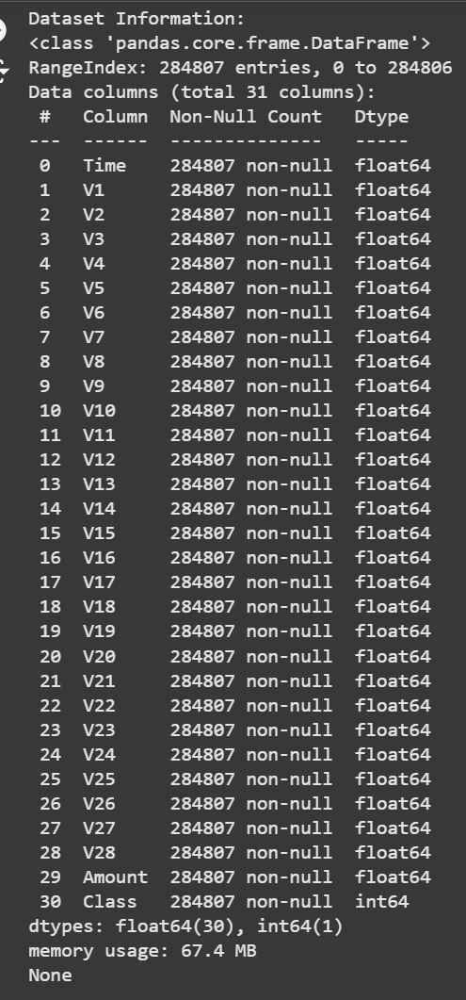 Dataset Information:
<class 'pandas.core.frame.DataFrame'>
RangeIndex: 284807 entries, 0 to 284806
Data columns (total 31 columns):
 #   Column  Non-Null Count   Dtype
---  ------  --------------   -----
 0   Time    284807 non-null  float64
 1   V1      284807 non-null  float64
 2   V2      284807 non-null  float64
 3   V3      284807 non-null  float64
 4   V4      284807 non-null  float64
 5   V5      284807 non-null  float64
 6   V6      284807 non-null  float64
 7   V7      284807 non-null  float64
 8   V8      284807 non-null  float64
 9   V9      284807 non-null  float64
 10  V10     284807 non-null  float64
 11  V11     284807 non-null  float64
 12  V12     284807 non-null  float64
 13  V13     284807 non-null  float64
 14  V14     284807 non-null  float64
 15  V15     284807 non-null  float64
 16  V16     284807 non-null  float64
 17  V17     284807 non-null  float64
 18  V18     284807 non-null  float64
 19  V19     284807 non-null  float64
 20  V20     284807 non-null  float64
 21  V21     284807 non-null  float64
 22  V22     284807 non-null  float64
 23  V23     284807 non-null  float64
 24  V24     284807 non-null  float64
 25  V25     284807 non-null  float64
 26  V26     284807 non-null  float64
 27  V27     284807 non-null  float64
 28  V28     284807 non-null  float64
 29  Amount  284807 non-null  float64
 30  Class   284807 non-null  int64
dtypes: float64(30), int64(1)
memory usage: 67.4 MB
None